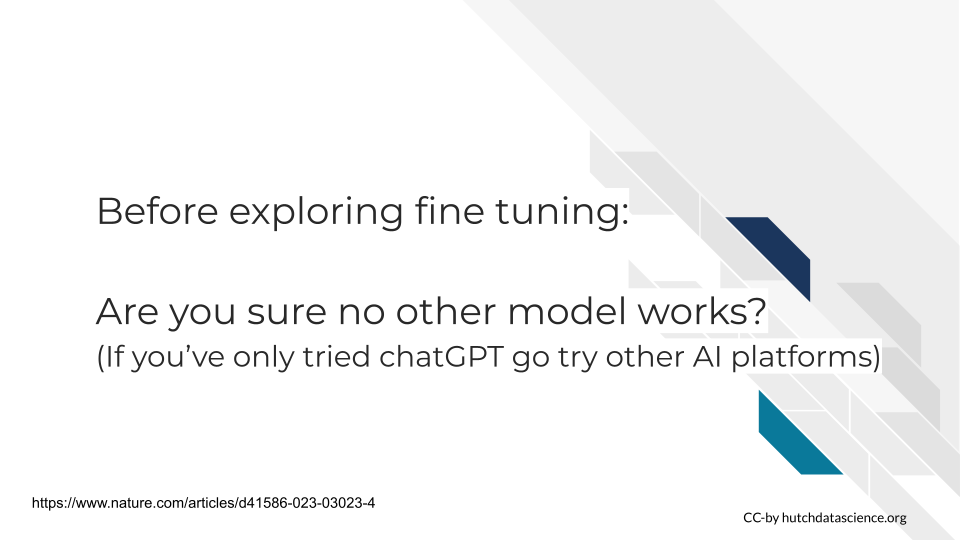 Before exploring fine tuning:
Are you sure no other model works?
(If you’ve only tried chatGPT go try other AI platforms)
https://www.nature.com/articles/d41586-023-03023-4
CC-by hutchdatascience.org